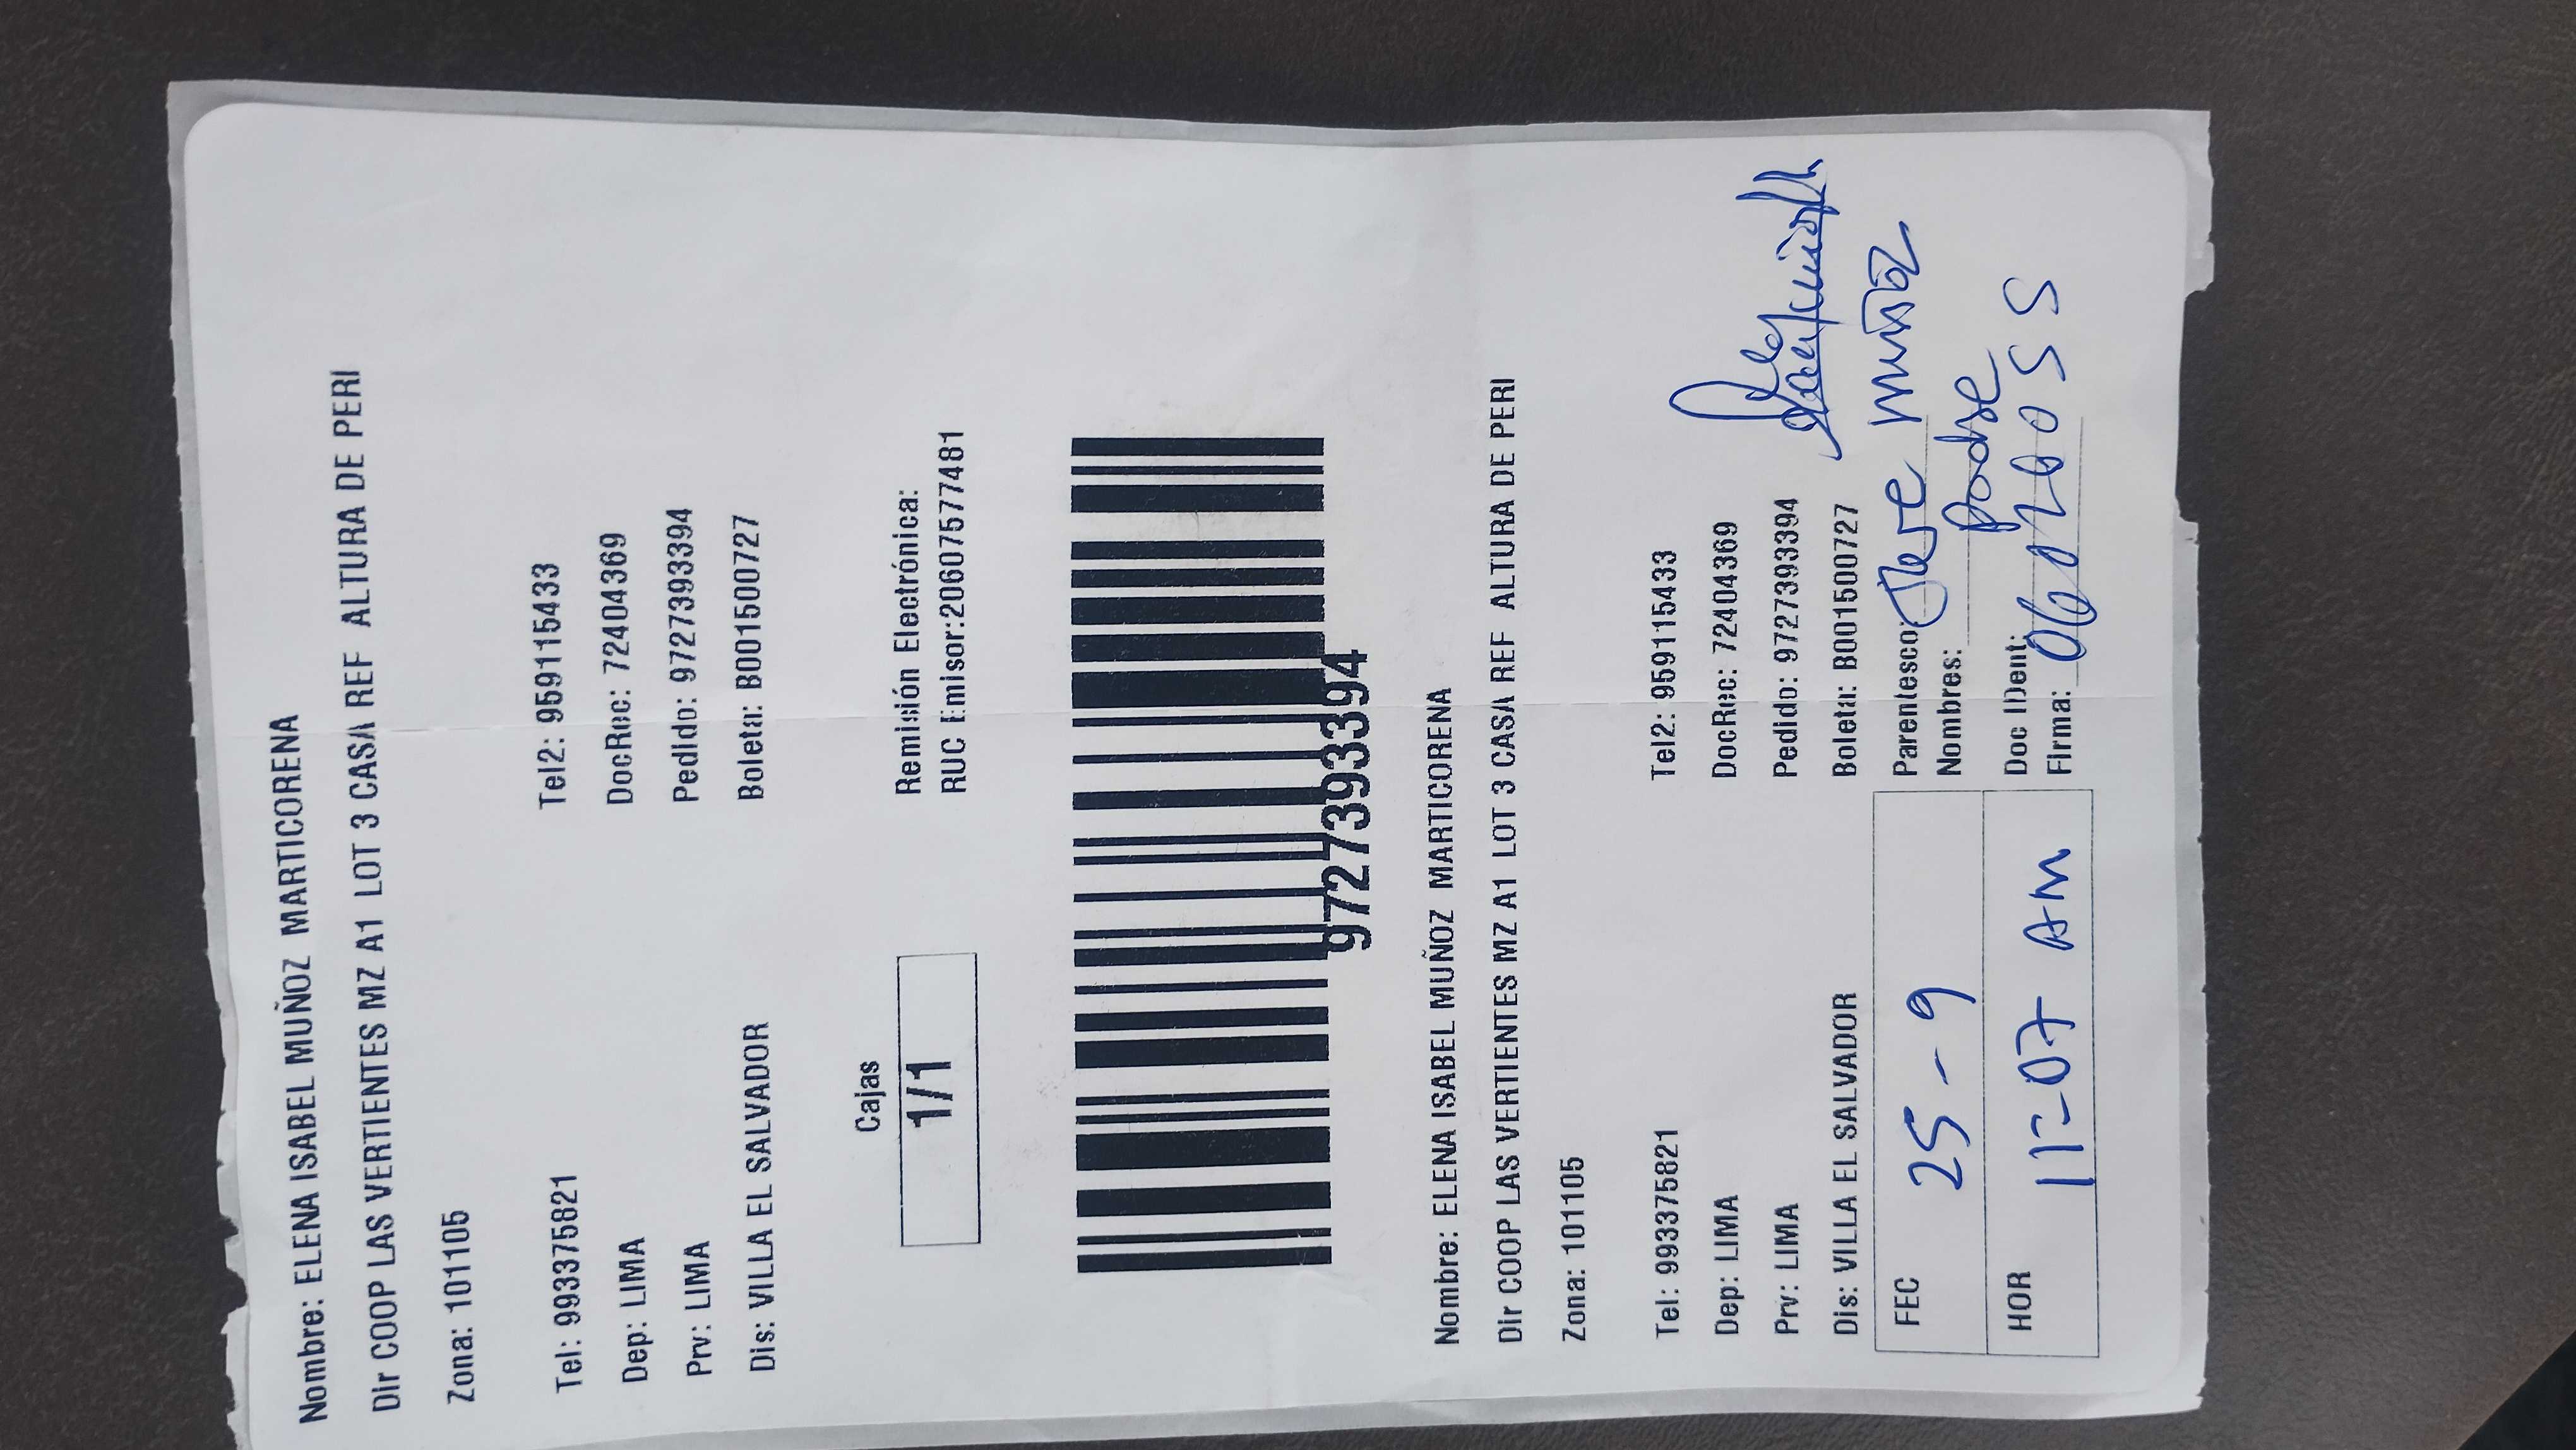 Nombre: ELENA ISABEL MUÑOZ MARTICORENA
Dir COOP LAS VERTIENTES MZ A1 LOT 3 CASA REF ALTURA DE PERI
Zona: 101105
Tel: 993375821 Tel2: 959115433
Dep: LIMA DocRec: 72404369
Prv: LIMA Pedido: 972739​3394
Dis: VILLA EL SALVADOR Boleta: B001500727
Cajas
1/1
Remisión Electrónica:
RUC Emisor:20607577481
9727393394
Nombre: ELENA ISABEL MUÑOZ MARTICORENA
Dir COOP LAS VERTIENTES MZ A1 LOT 3 CASA REF ALTURA DE PERI
Zona: 101105
Tel: 993375821 Tel2: 959115433
Dep: LIMA DocRec: 72404369
Prv: LIMA Pedido: 9727393394
Dis: VILLA EL SALVADOR Boleta: B001500727
FEC 25-9
HOR 11-07 AM
Parentesco: Muñoz
Nombres: Padre
Doc IDent:
Firma: